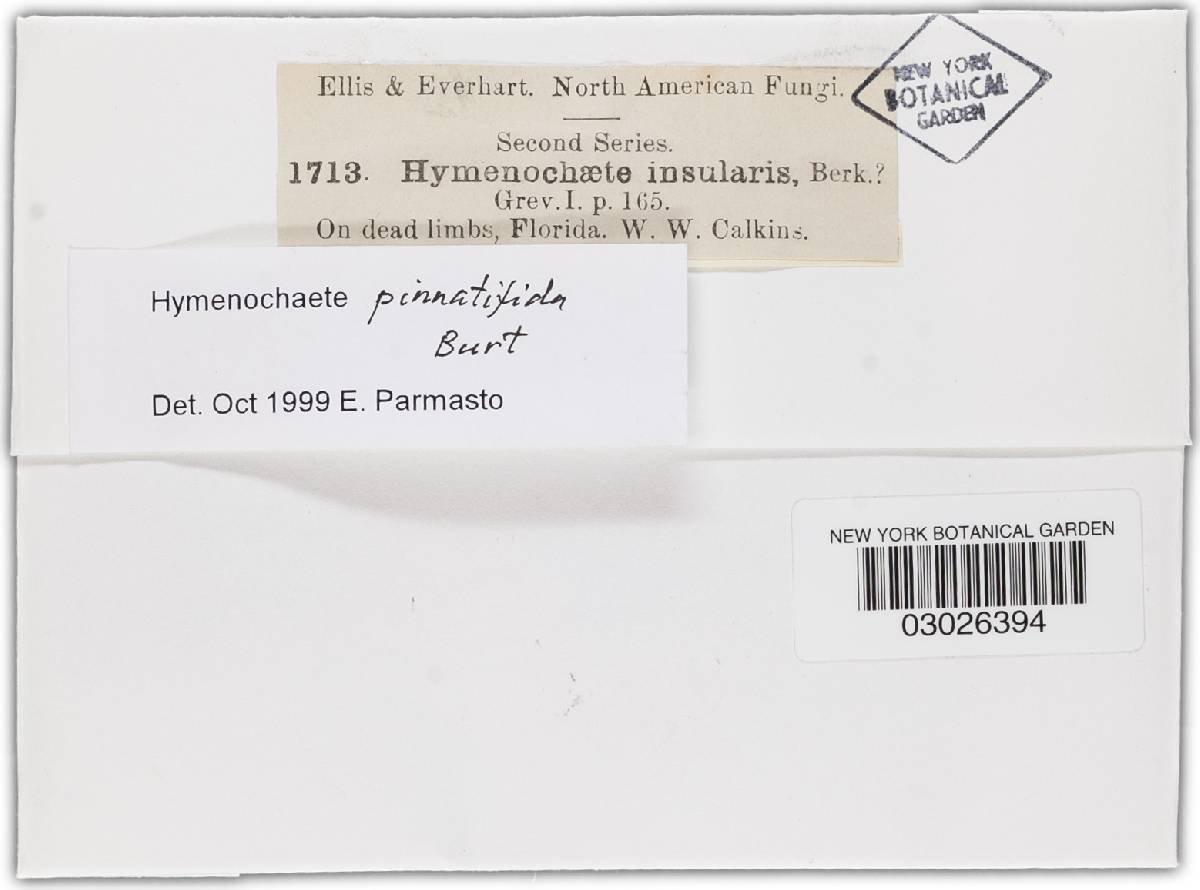 Ellis & Everhart. North American Fungi.
Second Series.
1713. Hymenochæte insularis, Berk.?
Grev. I. p. 165.
On dead limbs, Florida. W. W. Calkins.
NEW YORK
BOTANICAL
GARDEN
Hymenochaete pinnatifida
Burt
Det. Oct 1999 E. Parmasto
NEW YORK BOTANICAL GARDEN
03026394